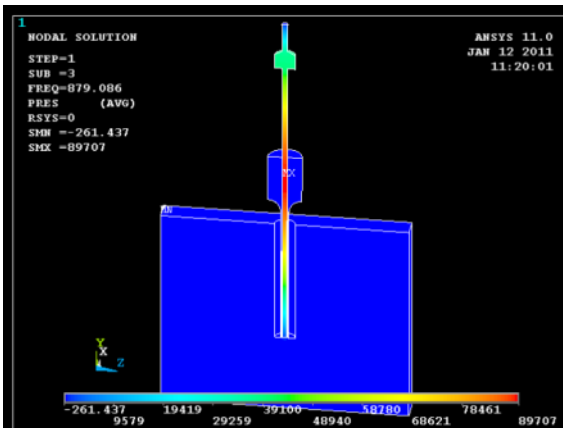 1
NODAL SOLUTION
STEP=1
SUB =3
FREQ=879.086
PRES (AVG)
RSYS=0
SMN =-261.437
SMX =89707
ANSYS 11.0
JAN 12 2011
11:20:01
MX
MN
Y
X
Z
-261.437 19419 39100 58780 78461
9579 29259 48940 68621 89707